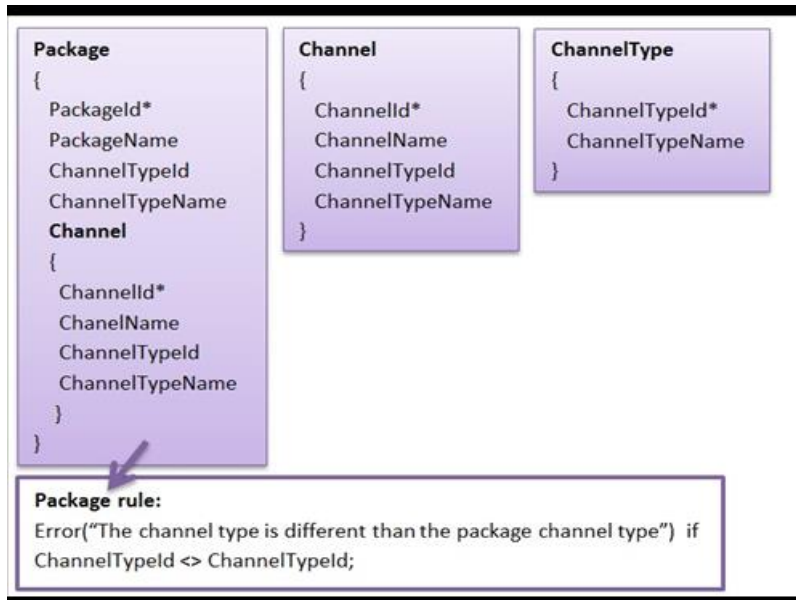 Package
{
PackageId*
PackageName
ChannelTypeId
ChannelTypeName
Channel
{
ChannelId*
ChanelName
ChannelTypeId
ChannelTypeName
}
}
Channel
{
ChannelId*
ChannelName
ChannelTypeId
ChannelTypeName
}
ChannelType
{
ChannelTypeId*
ChannelTypeName
}
Package rule:
Error(“The channel type is different than the package channel type”) if
ChannelTypeId <> ChannelTypeId;